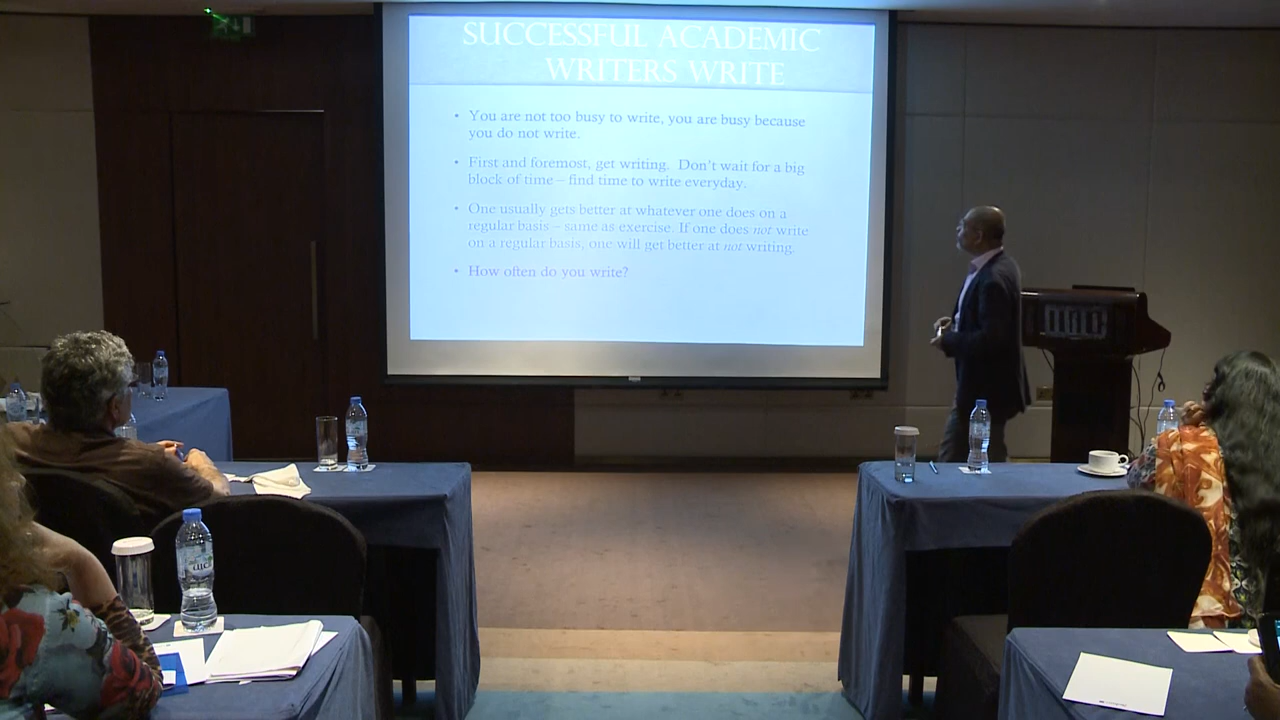 SUCCESSFUL ACADEMIC
WRITERS WRITE
• You are not too busy to write, you are busy because
you do not write.
• First and foremost, get writing.  Don't wait for a big
block of time – find time to write everyday.
• One usually gets better at whatever one does on a
regular basis – same as exercise. If one does not write
on a regular basis, one will get better at not writing.
• How often do you write?